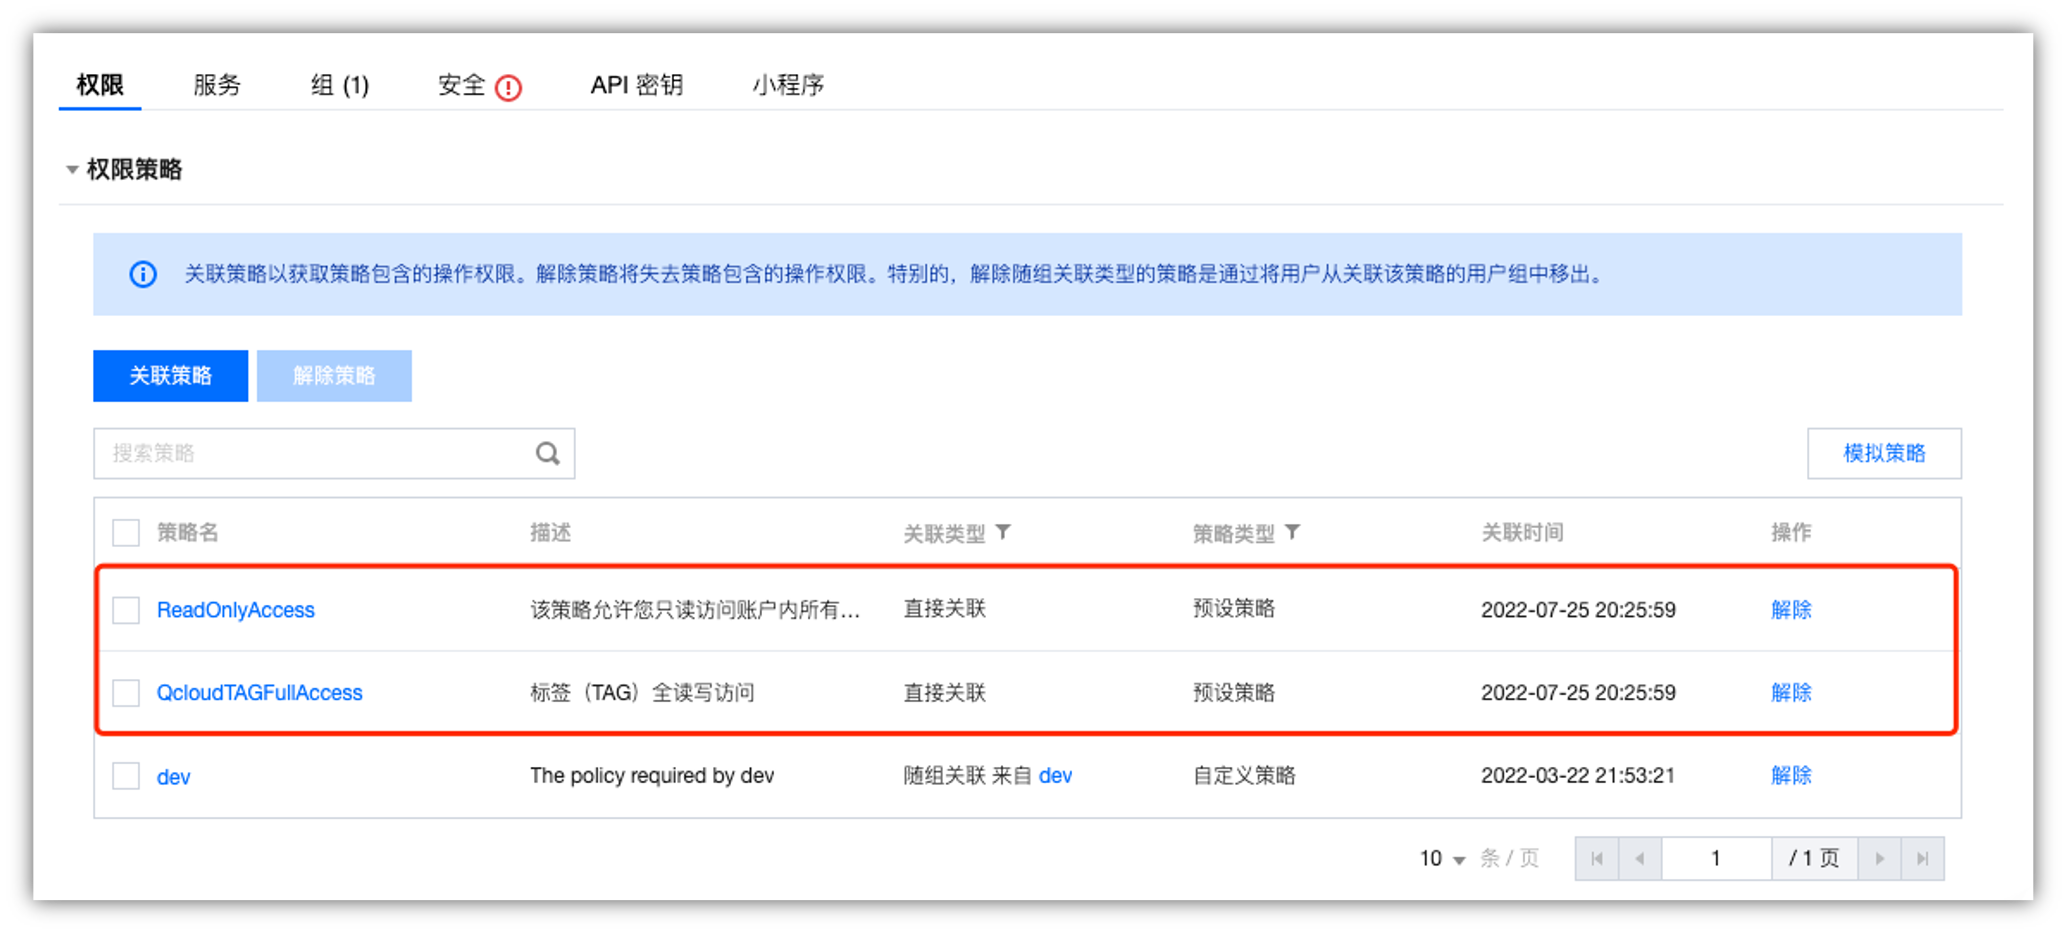 权限 服务 组 (1) 安全 API 密钥 小程序
权限策略
关联策略以获取策略包含的操作权限。解除策略将失去策略包含的操作权限。特别的，解除随组关联类型的策略是通过将用户从关联该策略的用户组中移出。
关联策略 解除策略
搜索策略 模拟策略
策略名 描述 关联类型 策略类型 关联时间 操作
ReadOnlyAccess 该策略允许您只读访问账户内所有... 直接关联 预设策略 2022-07-25 20:25:59 解除
QcloudTAGFullAccess 标签（TAG）全读写访问 直接关联 预设策略 2022-07-25 20:25:59 解除
dev The policy required by dev 随组关联 来自 dev 自定义策略 2022-03-22 21:53:21 解除
10 条 / 页 1 / 1 页